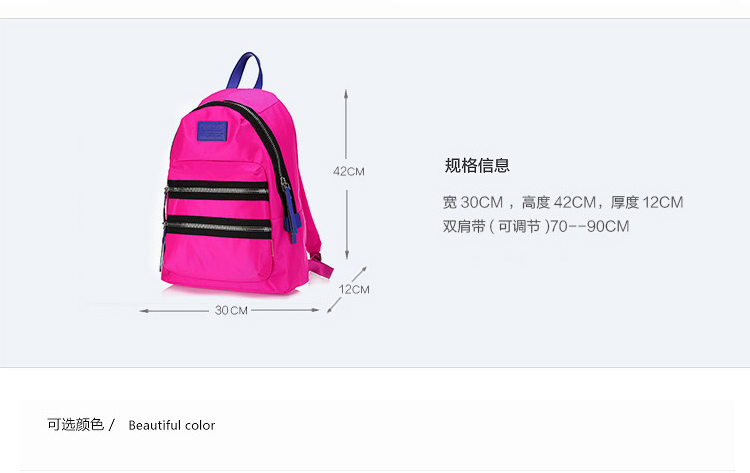 42CM
规格信息
宽 30CM ，高度 42CM，厚度 12CM
双肩带 ( 可调节 )70--90CM
12CM
30CM
可选颜色 / Beautiful color